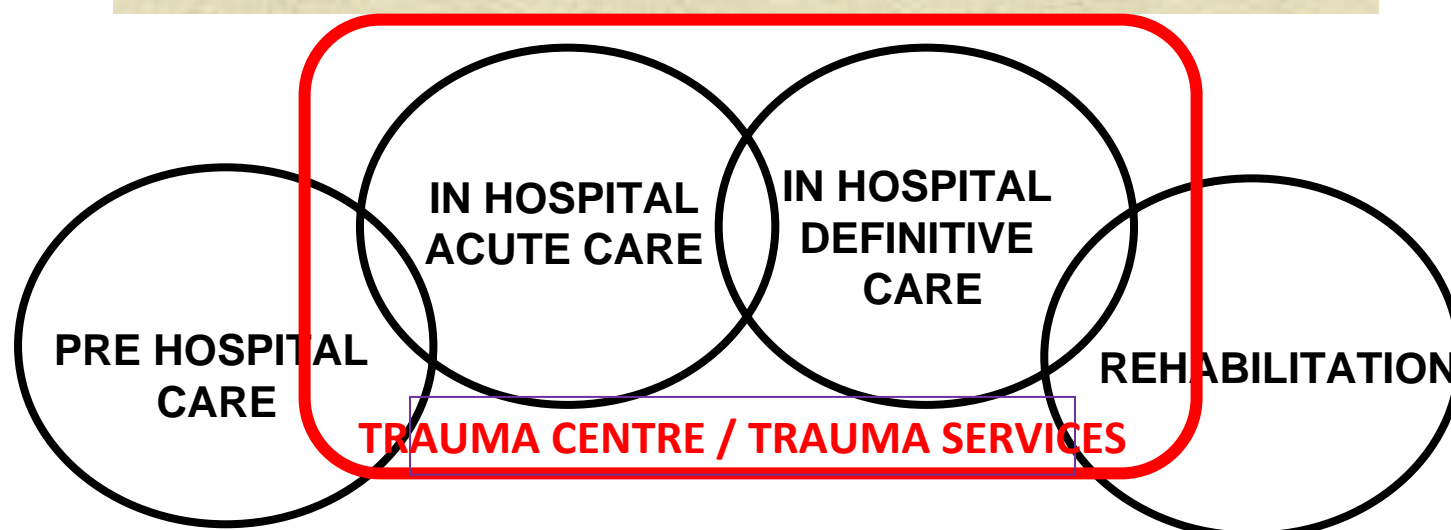 IN HOSPITAL
ACUTE CARE
IN HOSPITAL
DEFINITIVE
CARE
PRE HOSPITAL
CARE
REHABILITATION
TRAUMA CENTRE / TRAUMA SERVICES